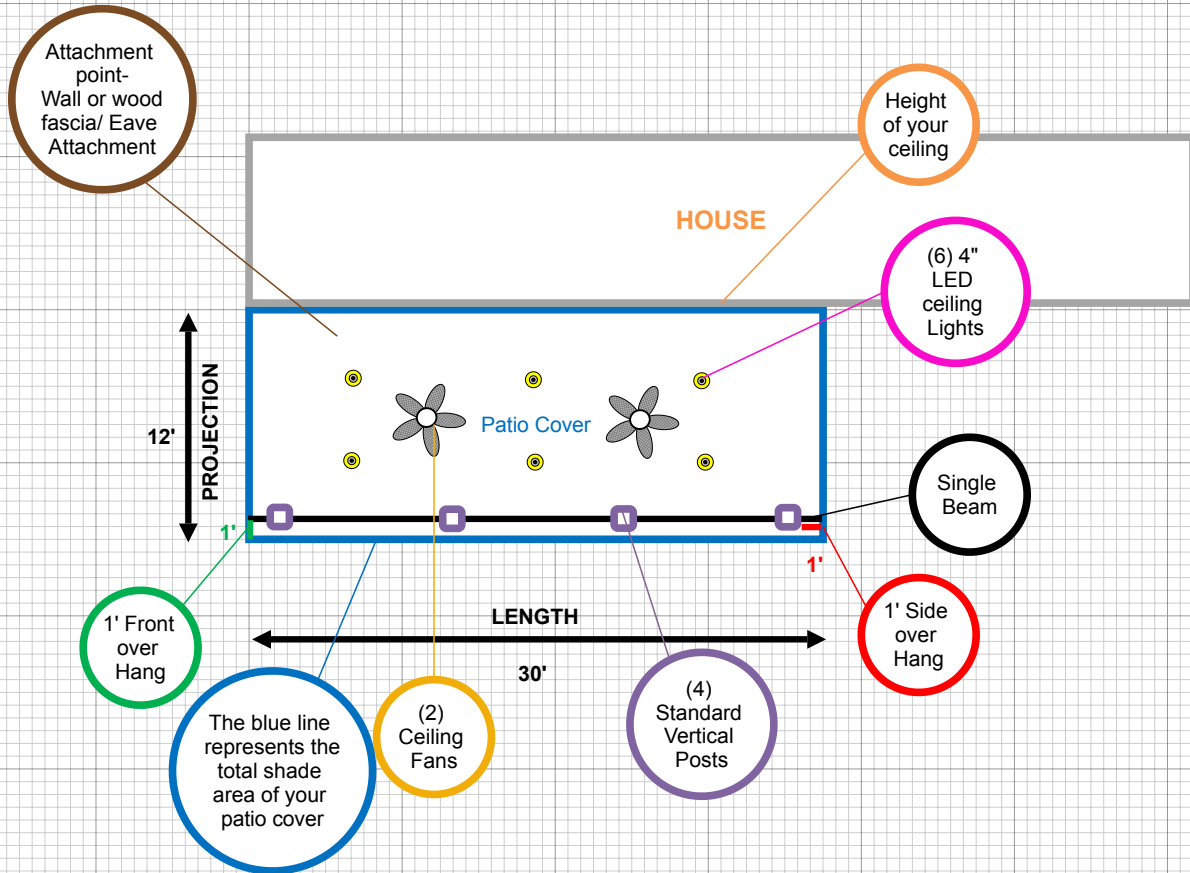 Attachment
point-
Wall or wood
fascia/ Eave
Attachment
Height
of your
ceiling
HOUSE
(6) 4"
LED
ceiling
Lights
12'
PROJECTION
Patio Cover
Single
Beam
1'
1'
1' Front
over
Hang
LENGTH
30'
1' Side
over
Hang
The blue line
represents the
total shade
area of your
patio cover
(2)
Ceiling
Fans
(4)
Standard
Vertical
Posts